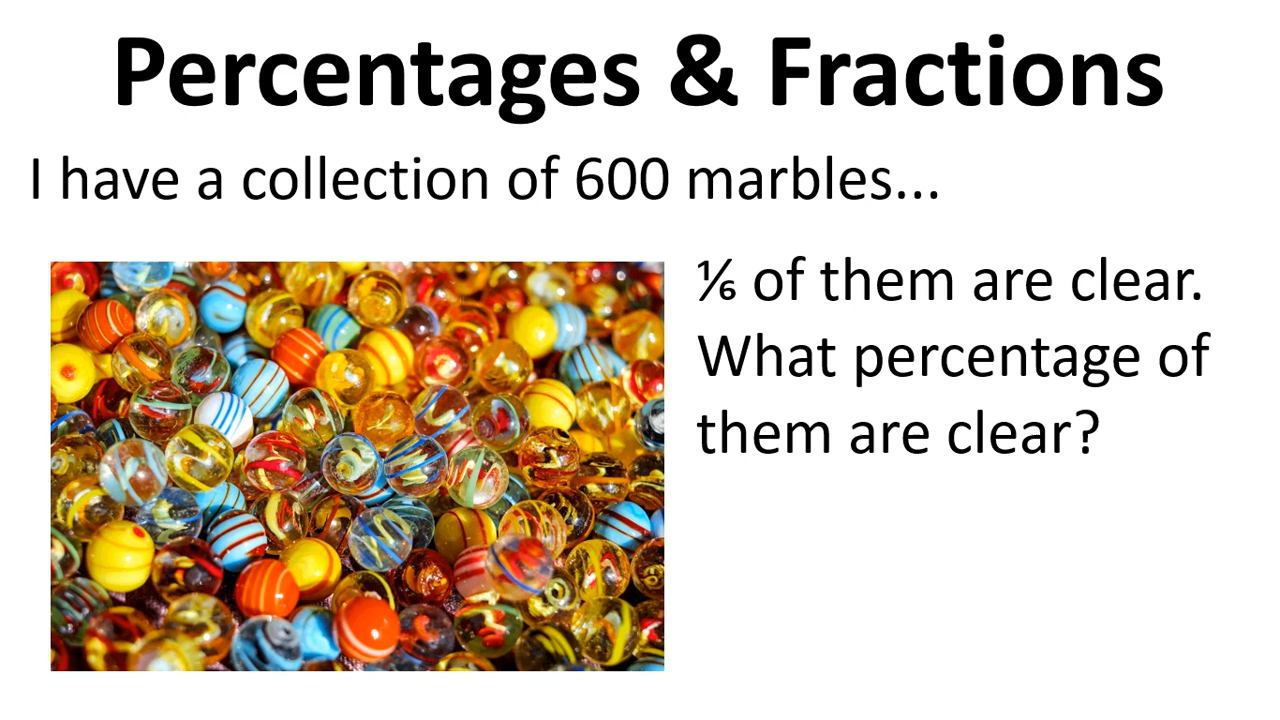 Percentages & Fractions
I have a collection of 600 marbles...
⅙ of them are clear.
What percentage of
them are clear?